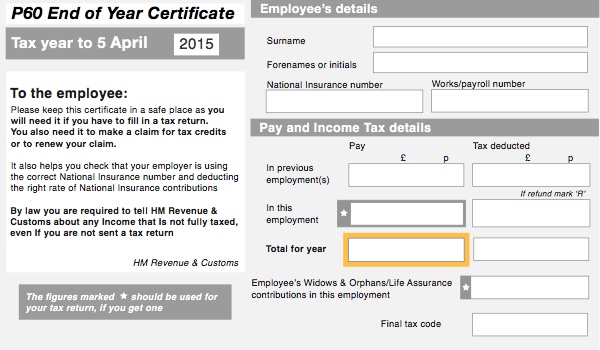 P60 End of Year Certificate
Tax year to 5 April 2015
To the employee:
Please keep this certificate in a safe place as you
will need it if you have to fill in a tax return.
You also need it to make a claim for tax credits
or to renew your claim.
It also helps you check that your employer is using
the correct National Insurance number and deducting
the right rate of National Insurance contributions
By law you are required to tell HM Revenue &
Customs about any Income that Is not fully taxed,
even If you are not sent a tax return
HM Revenue & Customs
The figures marked ★ should be used for
your tax return, if you get one
Employee's details
Surname
Forenames or initials
National Insurance number
Works/payroll number
Pay and Income Tax details
Pay
Tax deducted
£ p £ p
In previous
employment(s)
If refund mark 'R'
In this
employment
★
Total for year
Employee's Widows & Orphans/Life Assurance
contributions in this employment
★
Final tax code